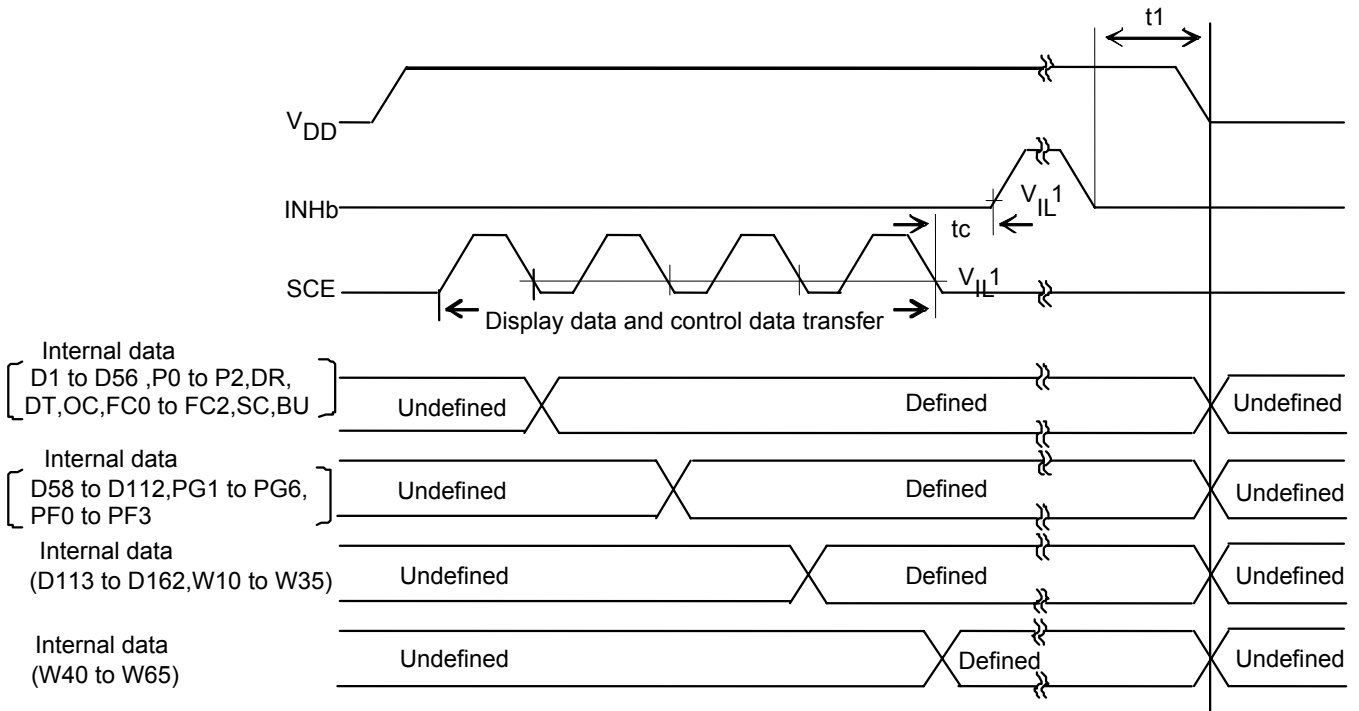 t1
VDD
INHb
VIL1
tc
SCE
VIL1
Display data and control data transfer
Internal data
D1 to D56 ,P0 to P2,DR,
DT,OC,FC0 to FC2,SC,BU
Undefined
Defined
Undefined
Internal data
D58 to D112,PG1 to PG6,
PF0 to PF3
Undefined
Defined
Undefined
Internal data
(D113 to D162,W10 to W35)
Undefined
Defined
Undefined
Internal data
(W40 to W65)
Undefined
Defined
Undefined